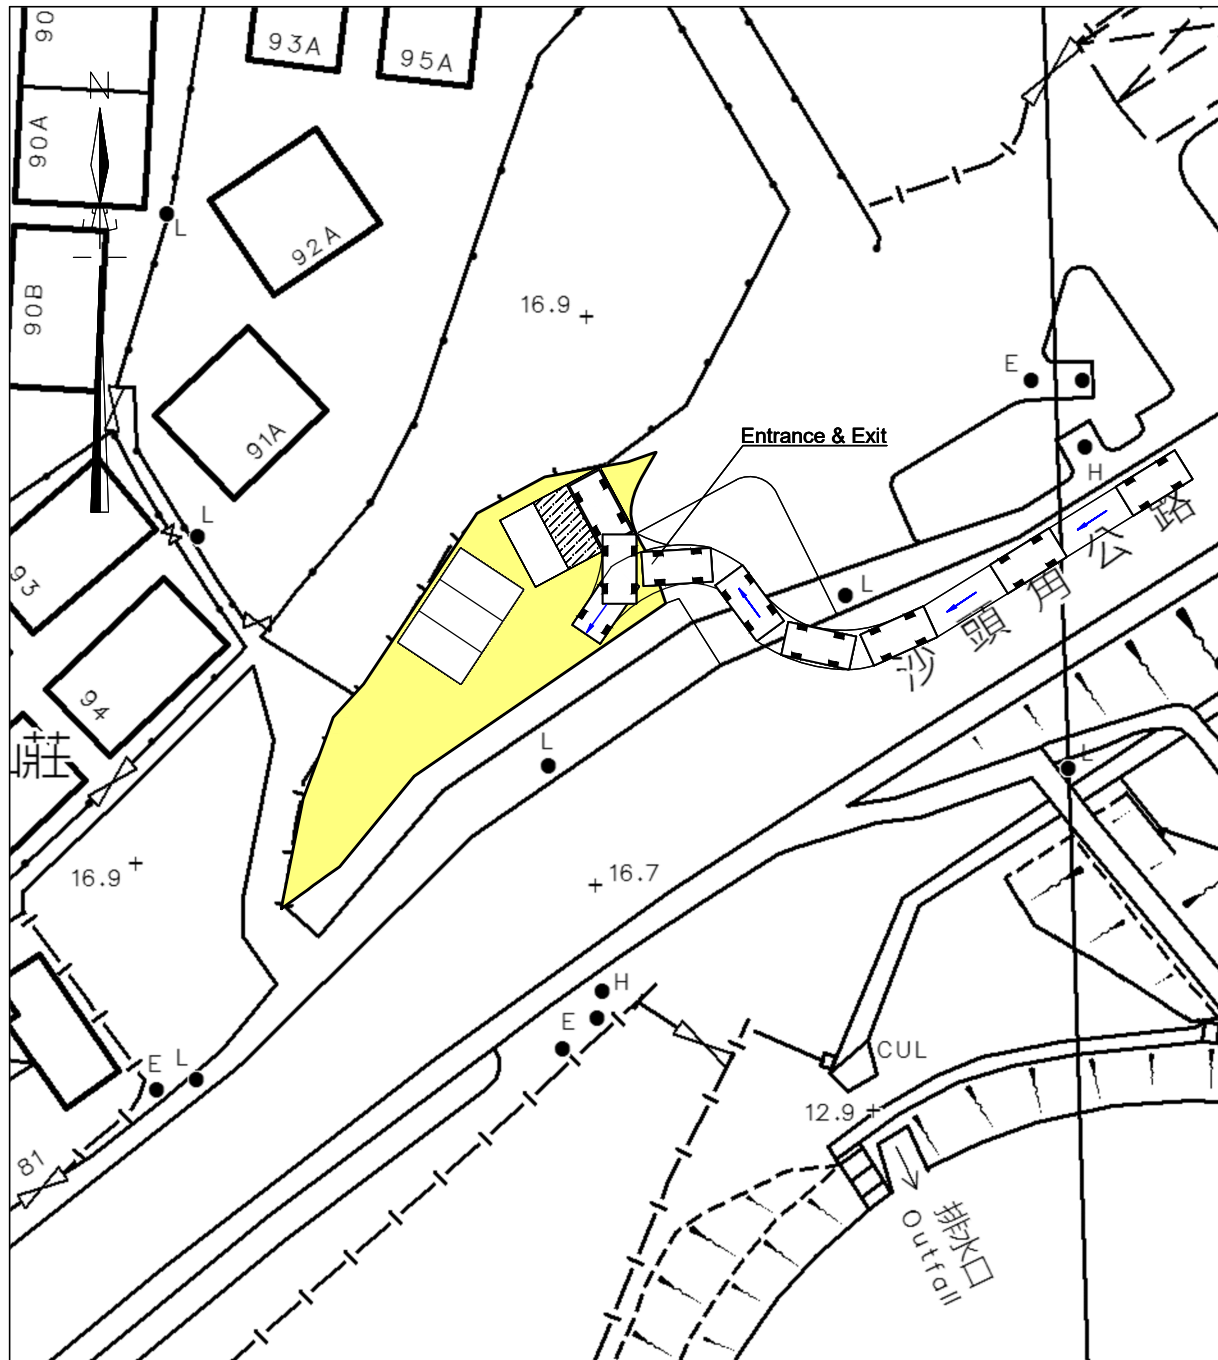 90
93A
95A
N
90A
L
92A
90B
16.9
E
91A
Entrance & Exit
H
L
93
L
沙頭角公路
94
L
L
莊
16.9
16.7
H
E
E
L
CUL
12.9
81
排水口
Outfall